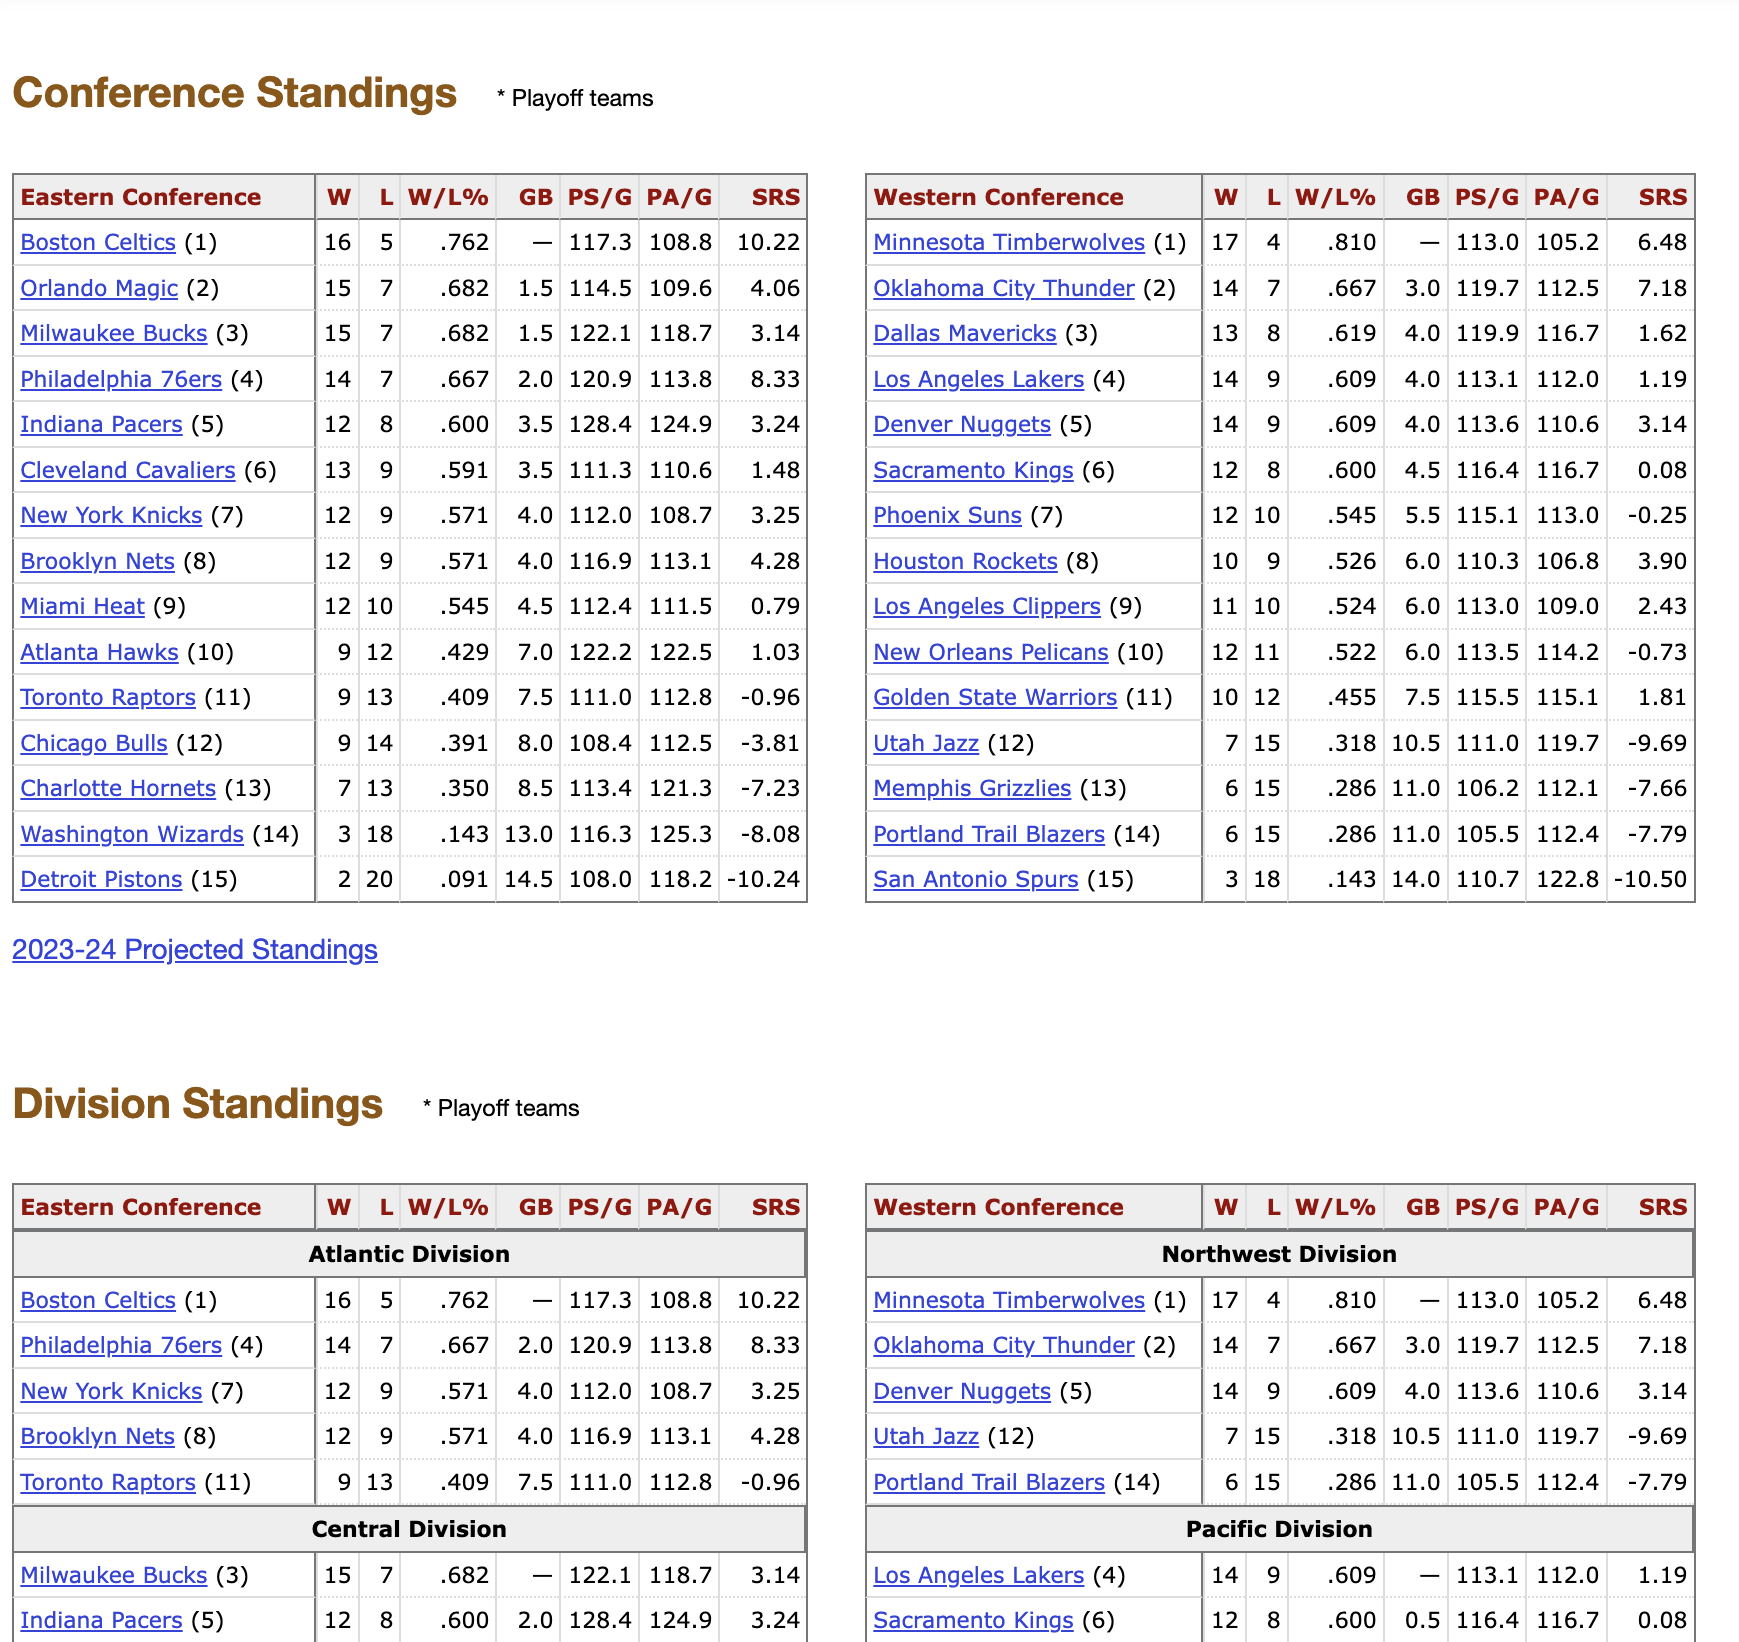 Conference Standings * Playoff teams
Eastern Conference W L W/L% GB PS/G PA/G SRS
Boston Celtics (1) 16 5 .762 — 117.3 108.8 10.22
Orlando Magic (2) 15 7 .682 1.5 114.5 109.6 4.06
Milwaukee Bucks (3) 15 7 .682 1.5 122.1 118.7 3.14
Philadelphia 76ers (4) 14 7 .667 2.0 120.9 113.8 8.33
Indiana Pacers (5) 12 8 .600 3.5 128.4 124.9 3.24
Cleveland Cavaliers (6) 13 9 .591 3.5 111.3 110.6 1.48
New York Knicks (7) 12 9 .571 4.0 112.0 108.7 3.25
Brooklyn Nets (8) 12 9 .571 4.0 116.9 113.1 4.28
Miami Heat (9) 12 10 .545 4.5 112.4 111.5 0.79
Atlanta Hawks (10) 9 12 .429 7.0 122.2 122.5 1.03
Toronto Raptors (11) 9 13 .409 7.5 111.0 112.8 -0.96
Chicago Bulls (12) 9 14 .391 8.0 108.4 112.5 -3.81
Charlotte Hornets (13) 7 13 .350 8.5 113.4 121.3 -7.23
Washington Wizards (14) 3 18 .143 13.0 116.3 125.3 -8.08
Detroit Pistons (15) 2 20 .091 14.5 108.0 118.2 -10.24
Western Conference W L W/L% GB PS/G PA/G SRS
Minnesota Timberwolves (1) 17 4 .810 — 113.0 105.2 6.48
Oklahoma City Thunder (2) 14 7 .667 3.0 119.7 112.5 7.18
Dallas Mavericks (3) 13 8 .619 4.0 119.9 116.7 1.62
Los Angeles Lakers (4) 14 9 .609 4.0 113.1 112.0 1.19
Denver Nuggets (5) 14 9 .609 4.0 113.6 110.6 3.14
Sacramento Kings (6) 12 8 .600 4.5 116.4 116.7 0.08
Phoenix Suns (7) 12 10 .545 5.5 115.1 113.0 -0.25
Houston Rockets (8) 10 9 .526 6.0 110.3 106.8 3.90
Los Angeles Clippers (9) 11 10 .524 6.0 113.0 109.0 2.43
New Orleans Pelicans (10) 12 11 .522 6.0 113.5 114.2 -0.73
Golden State Warriors (11) 10 12 .455 7.5 115.5 115.1 1.81
Utah Jazz (12) 7 15 .318 10.5 111.0 119.7 -9.69
Memphis Grizzlies (13) 6 15 .286 11.0 106.2 112.1 -7.66
Portland Trail Blazers (14) 6 15 .286 11.0 105.5 112.4 -7.79
San Antonio Spurs (15) 3 18 .143 14.0 110.7 122.8 -10.50
2023-24 Projected Standings
Division Standings * Playoff teams
Eastern Conference W L W/L% GB PS/G PA/G SRS
Atlantic Division
Boston Celtics (1) 16 5 .762 — 117.3 108.8 10.22
Philadelphia 76ers (4) 14 7 .667 2.0 120.9 113.8 8.33
New York Knicks (7) 12 9 .571 4.0 112.0 108.7 3.25
Brooklyn Nets (8) 12 9 .571 4.0 116.9 113.1 4.28
Toronto Raptors (11) 9 13 .409 7.5 111.0 112.8 -0.96
Central Division
Milwaukee Bucks (3) 15 7 .682 — 122.1 118.7 3.14
Indiana Pacers (5) 12 8 .600 2.0 128.4 124.9 3.24
Western Conference W L W/L% GB PS/G PA/G SRS
Northwest Division
Minnesota Timberwolves (1) 17 4 .810 — 113.0 105.2 6.48
Oklahoma City Thunder (2) 14 7 .667 3.0 119.7 112.5 7.18
Denver Nuggets (5) 14 9 .609 4.0 113.6 110.6 3.14
Utah Jazz (12) 7 15 .318 10.5 111.0 119.7 -9.69
Portland Trail Blazers (14) 6 15 .286 11.0 105.5 112.4 -7.79
Pacific Division
Los Angeles Lakers (4) 14 9 .609 — 113.1 112.0 1.19
Sacramento Kings (6) 12 8 .600 0.5 116.4 116.7 0.08